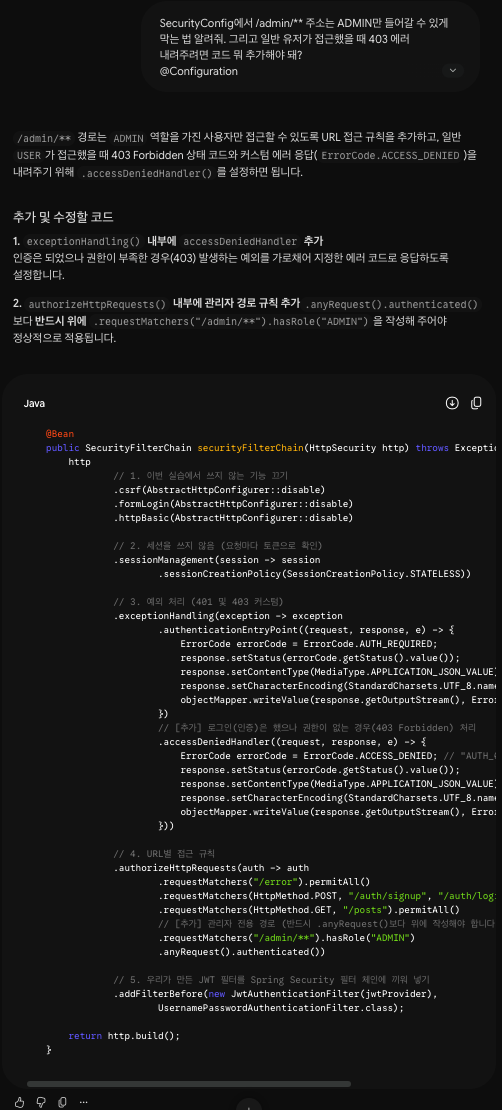 SecurityConfig에서 /admin/** 주소는 ADMIN만 들어갈 수 있게
막는 법 알려줘. 그리고 일반 유저가 접근했을 때 403 에러
내려주려면 코드 뭐 추가해야 돼?
@Configuration
/admin/** 경로는 ADMIN 역할을 가진 사용자만 접근할 수 있도록 URL 접근 규칙을 추가하고, 일반
USER 가 접근했을 때 403 Forbidden 상태 코드와 커스텀 에러 응답( ErrorCode.ACCESS_DENIED )을
내려주기 위해 .accessDeniedHandler() 를 설정하면 됩니다.
추가 및 수정할 코드
1. exceptionHandling() 내부에 accessDeniedHandler 추가
인증은 되었으나 권한이 부족한 경우(403) 발생하는 예외를 가로채어 지정한 에러 코드로 응답하도록
설정합니다.
2. authorizeHttpRequests() 내부에 관리자 경로 규칙 추가 .anyRequest().authenticated()
보다 반드시 위에 .requestMatchers("/admin/**").hasRole("ADMIN") 을 작성해 주어야
정상적으로 적용됩니다.
Java
@Bean
public SecurityFilterChain securityFilterChain(HttpSecurity http) throws Exceptio
http
// 1. 이번 실습에서 쓰지 않는 기능 끄기
.csrf(AbstractHttpConfigurer::disable)
.formLogin(AbstractHttpConfigurer::disable)
.httpBasic(AbstractHttpConfigurer::disable)
// 2. 세션을 쓰지 않음 (요청마다 토큰으로 확인)
.sessionManagement(session -> session
.sessionCreationPolicy(SessionCreationPolicy.STATELESS))
// 3. 예외 처리 (401 및 403 커스텀)
.exceptionHandling(exception -> exception
.authenticationEntryPoint((request, response, e) -> {
ErrorCode errorCode = ErrorCode.AUTH_REQUIRED;
response.setStatus(errorCode.getStatus().value());
response.setContentType(MediaType.APPLICATION_JSON_VALUE)
response.setCharacterEncoding(StandardCharsets.UTF_8.name
objectMapper.writeValue(response.getOutputStream(), Error
})
// [추가] 로그인(인증)은 했으나 권한이 없는 경우(403 Forbidden) 처리
.accessDeniedHandler((request, response, e) -> {
ErrorCode errorCode = ErrorCode.ACCESS_DENIED; // "AUTH_
response.setStatus(errorCode.getStatus().value());
response.setContentType(MediaType.APPLICATION_JSON_VALUE)
response.setCharacterEncoding(StandardCharsets.UTF_8.name
objectMapper.writeValue(response.getOutputStream(), Error
}))
// 4. URL별 접근 규칙
.authorizeHttpRequests(auth -> auth
.requestMatchers("/error").permitAll()
.requestMatchers(HttpMethod.POST, "/auth/signup", "/auth/logi
.requestMatchers(HttpMethod.GET, "/posts").permitAll()
// [추가] 관리자 전용 경로 (반드시 .anyRequest()보다 위에 작성해야 합니다
.requestMatchers("/admin/**").hasRole("ADMIN")
.anyRequest().authenticated())
// 5. 우리가 만든 JWT 필터를 Spring Security 필터 체인에 끼워 넣기
.addFilterBefore(new JwtAuthenticationFilter(jwtProvider),
UsernamePasswordAuthenticationFilter.class);
return http.build();
}